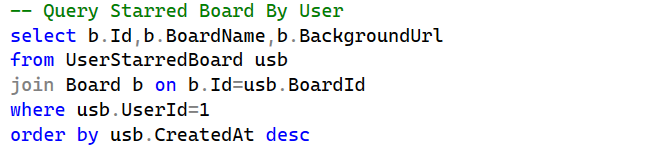 -- Query Starred Board By User
select b.Id,b.BoardName,b.BackgroundUrl
from UserStarredBoard usb
join Board b on b.Id=usb.BoardId
where usb.UserId=1
order by usb.CreatedAt desc